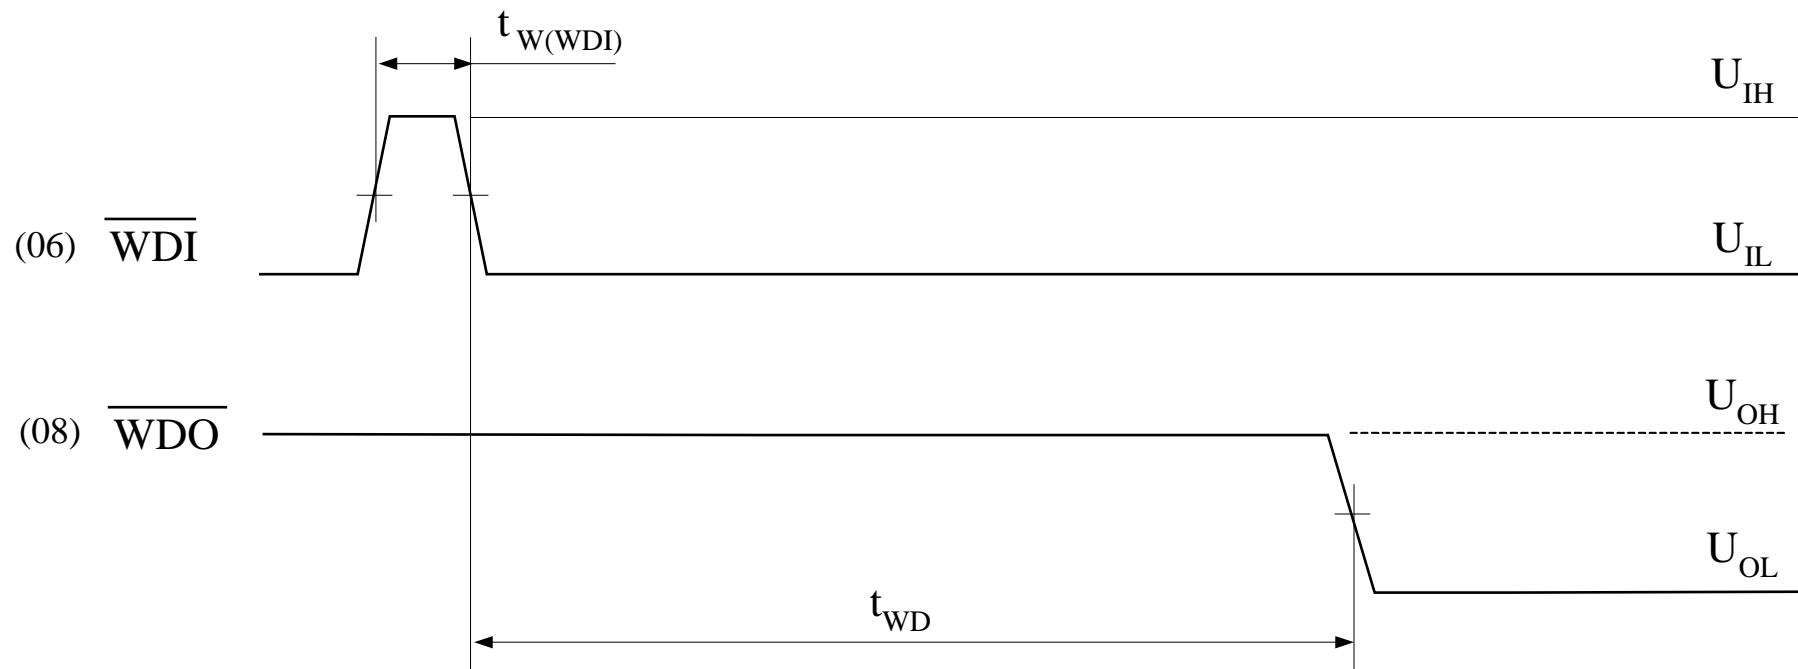 t W(WDI)
U IH
(06) WDI
U IL
U OH
(08) WDO
U OL
t WD